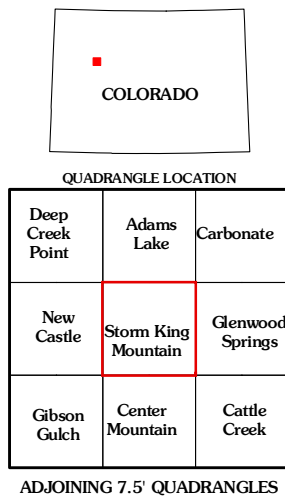 COLORADO
QUADRANGLE LOCATION
Deep
Creek
Point
Adams
Lake
Carbonate
New
Castle
Storm King
Mountain
Glenwood
Springs
Gibson
Gulch
Center
Mountain
Cattle
Creek
ADJOINING 7.5' QUADRANGLES